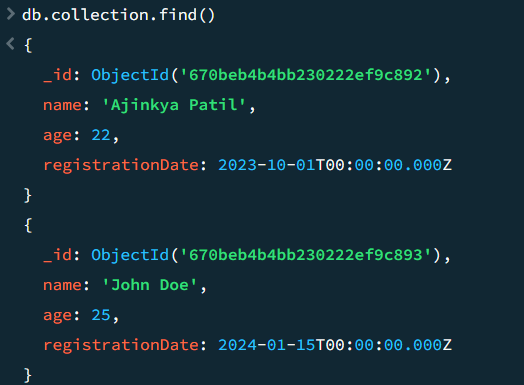 > db.collection.find()
< {
_id: ObjectId('670beb4b4bb230222ef9c892'),
name: 'Ajinkya Patil',
age: 22,
registrationDate: 2023-10-01T00:00:00.000Z
}
{
_id: ObjectId('670beb4b4bb230222ef9c893'),
name: 'John Doe',
age: 25,
registrationDate: 2024-01-15T00:00:00.000Z
}